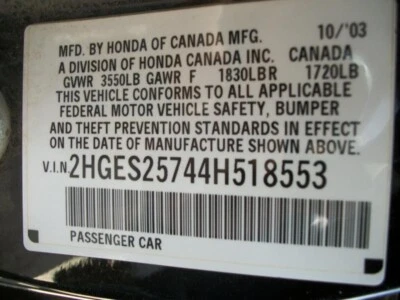 MFD. BY HONDA OF CANADA MFG. 10/'03
A DIVISION OF HONDA CANADA INC. CANADA
GVWR 3550LB GAWR F 1830LBR 1720LB
THIS VEHICLE CONFORMS TO ALL APPLICABLE
FEDERAL MOTOR VEHICLE SAFETY, BUMPER
AND THEFT PREVENTION STANDARDS IN EFFECT
ON THE DATE OF MANUFACTURE SHOWN ABOVE.
V.I.N. 2HGES25744H518553
PASSENGER CAR